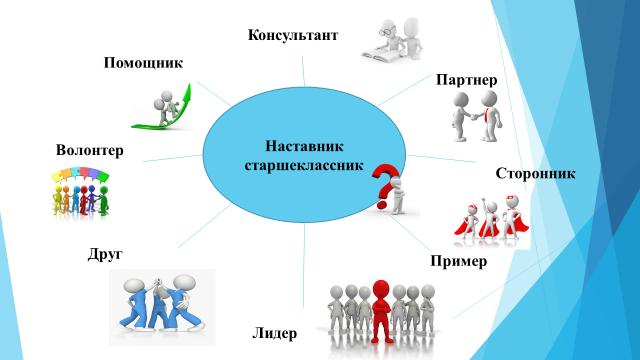 Консультант
Помощник
Партнер
Волонтер
Наставник
старшеклассник
Сторонник
Друг
Пример
Лидер